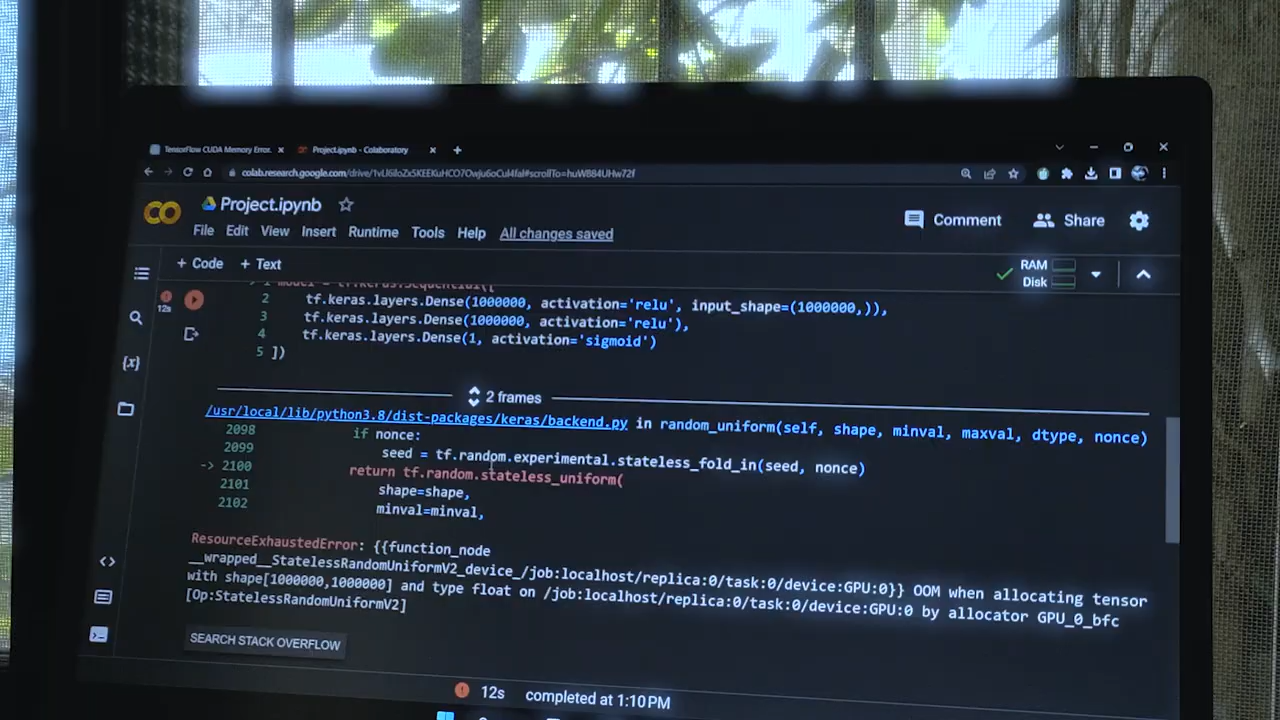 TensorFlow CUDA Memory Error.
Project.ipynb - Colaboratory
Project.ipynb
File Edit View Insert Runtime Tools Help All changes saved
Comment Share
+ Code + Text
RAM
Disk
12s
2 tf.keras.layers.Dense(1000000, activation='relu', input_shape=(1000000,)),
3 tf.keras.layers.Dense(1000000, activation='relu'),
4 tf.keras.layers.Dense(1, activation='sigmoid')
5 ])
2 frames
/usr/local/lib/python3.8/dist-packages/keras/backend.py in random_uniform(self, shape, minval, maxval, dtype, nonce)
2098 if nonce:
2099 seed = tf.random.experimental.stateless_fold_in(seed, nonce)
-> 2100 return tf.random.stateless_uniform(
2101 shape=shape,
2102 minval=minval,
ResourceExhaustedError: {{function_node
__wrapped__StatelessRandomUniformV2_device_/job:localhost/replica:0/task:0/device:GPU:0}} OOM when allocating tensor
with shape[1000000,1000000] and type float on /job:localhost/replica:0/task:0/device:GPU:0 by allocator GPU_0_bfc
[Op:StatelessRandomUniformV2]
SEARCH STACK OVERFLOW
12s completed at 1:10 PM